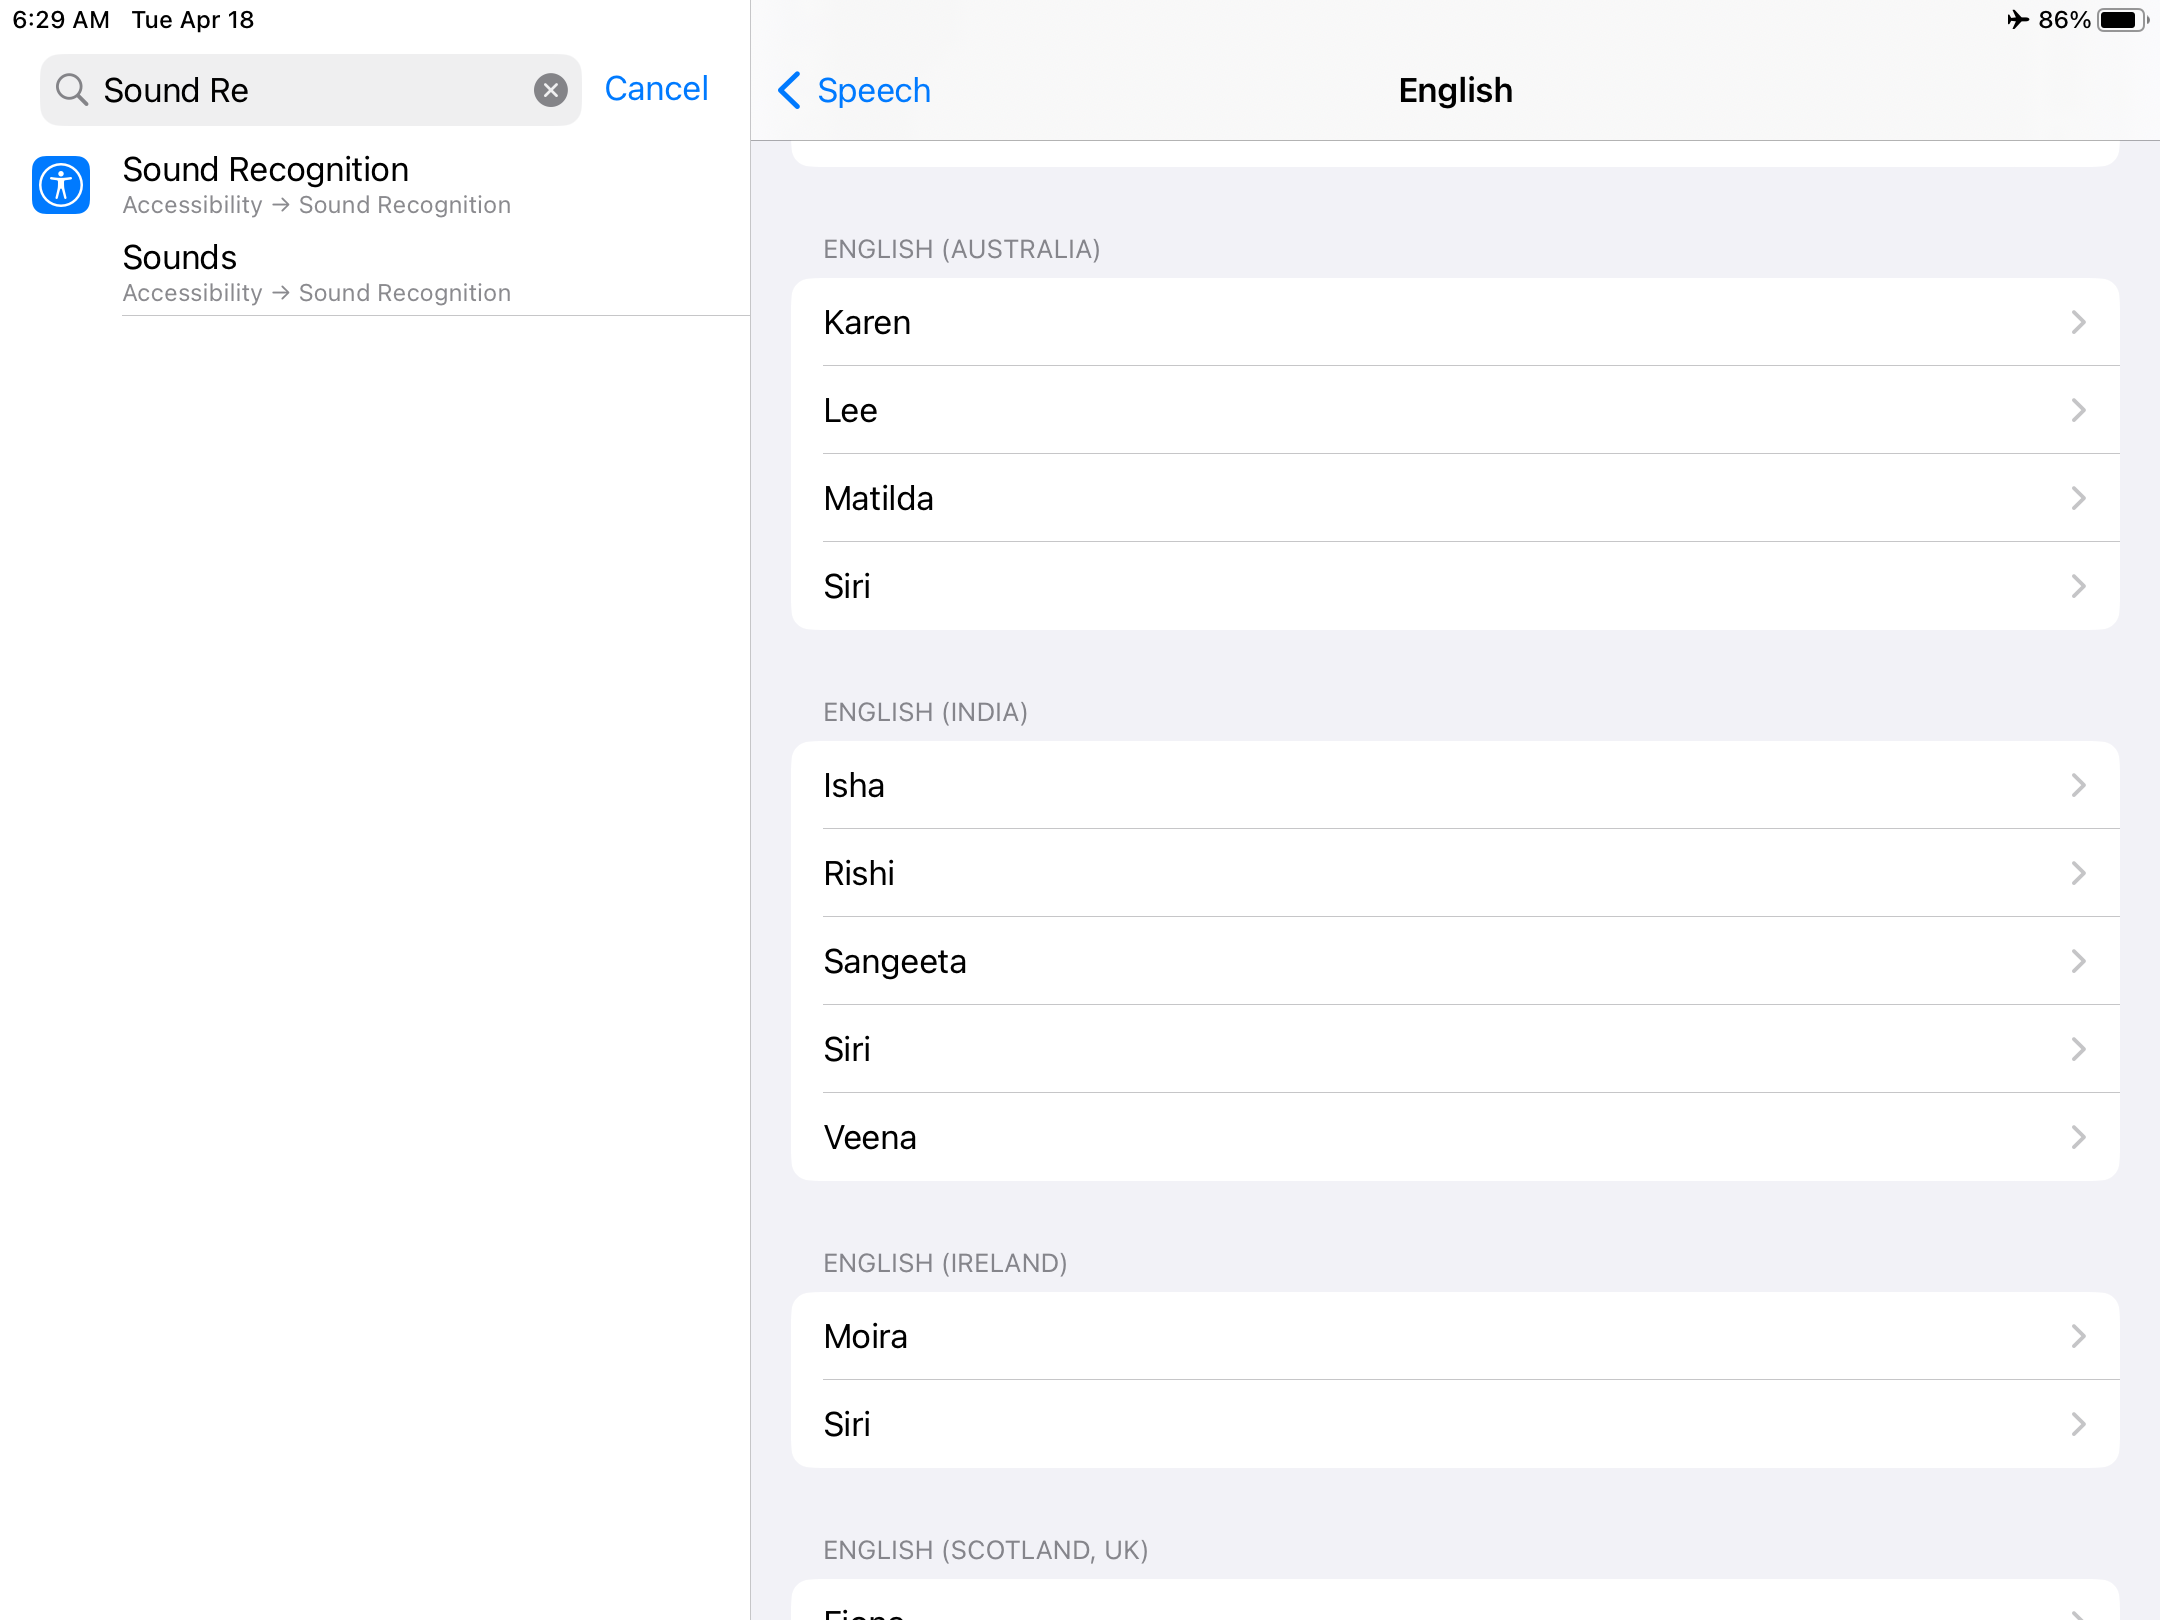 6:29 AM Tue Apr 18
86%
Sound Re
Cancel
Sound Recognition
Accessibility → Sound Recognition
Sounds
Accessibility → Sound Recognition
Speech
English
ENGLISH (AUSTRALIA)
Karen
Lee
Matilda
Siri
ENGLISH (INDIA)
Isha
Rishi
Sangeeta
Siri
Veena
ENGLISH (IRELAND)
Moira
Siri
ENGLISH (SCOTLAND, UK)
Fiona